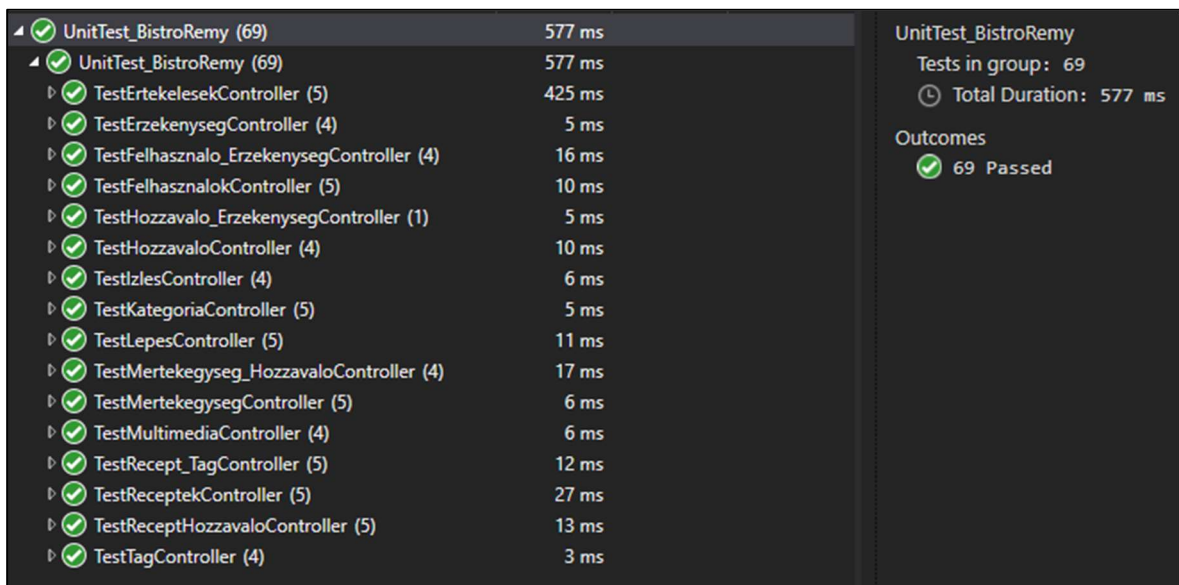 UnitTest_BistroRemy (69) 577 ms
UnitTest_BistroRemy (69) 577 ms
TestErtekelesekController (5) 425 ms
TestErzekenysegController (4) 5 ms
TestFelhasznalo_ErzekenysegController (4) 16 ms
TestFelhasznalokController (5) 10 ms
TestHozzavalo_ErzekenysegController (1) 5 ms
TestHozzavaloController (4) 10 ms
TestIzlesController (4) 6 ms
TestKategoriaController (5) 5 ms
TestLepesController (5) 11 ms
TestMertekegyseg_HozzavaloController (4) 17 ms
TestMertekegysegController (5) 6 ms
TestMultimediaController (4) 6 ms
TestRecept_TagController (5) 12 ms
TestReceptekController (5) 27 ms
TestReceptHozzavaloController (5) 13 ms
TestTagController (4) 3 ms
UnitTest_BistroRemy
Tests in group: 69
Total Duration: 577 ms
Outcomes
69 Passed